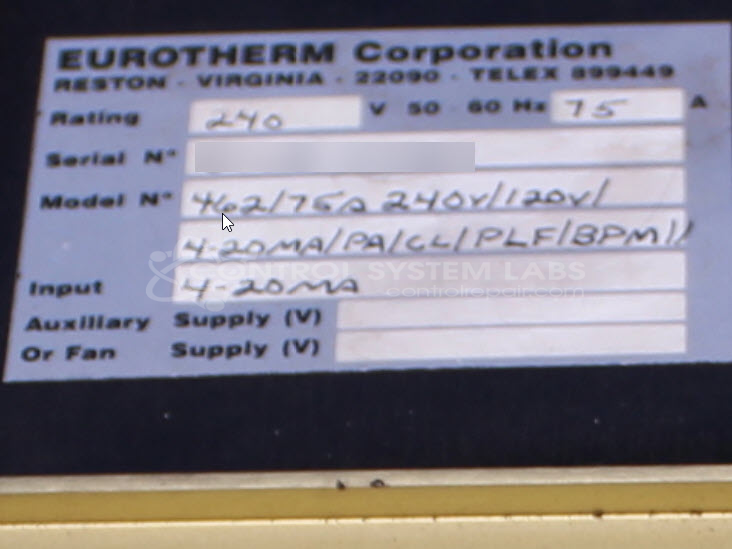 EUROTHERM Corporation
RESTON - VIRGINIA - 22090 - TELEX 899449
Rating 240 V 50 60 Hz 75 A
Serial N°
Model N° 462/75A 240V/120V/
4-20MA/PA/CL/PLF/BPM//
CONTROL SYSTEM LABS
controlrepair.com
Input 4-20MA
Auxiliary Supply (V)
Or Fan Supply (V)